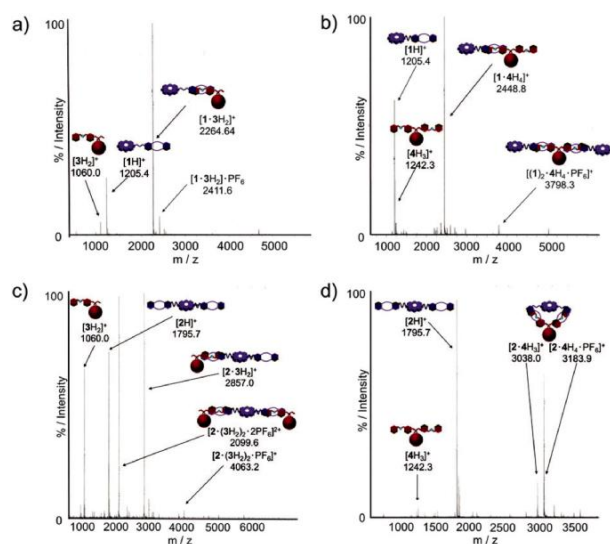 a)
100
% / Intensity
0
[1·3H₂]⁺
2264.64
[3H₂]⁺
1060.0
[1H]⁺
1205.4
[1·3H₂]·PF₆
2411.6
1000 2000 3000 4000 5000
m / z
b)
100
% / Intensity
0
[1H]⁺
1205.4
[1·4H₄]⁺
2448.8
[4H₃]⁺
1242.3
[(1)₂·4H₄·PF₆]⁺
3798.3
1000 2000 3000 4000 5000
m / z
c)
100
% / Intensity
0
[3H₂]⁺
1060.0
[2H]⁺
1795.7
[2·3H₂]⁺
2857.0
[2·(3H₂)₂·2PF₆]²⁺
2099.6
[2·(3H₂)₂·PF₆]⁺
4063.2
1000 2000 3000 4000 5000 6000
m / z
d)
100
% / Intensity
0
[2H]⁺
1795.7
[2·4H₃]⁺
3038.0
[2·4H₄·PF₆]⁺
3183.9
[4H₃]⁺
1242.3
1000 1500 2000 2500 3000 3500
m / z